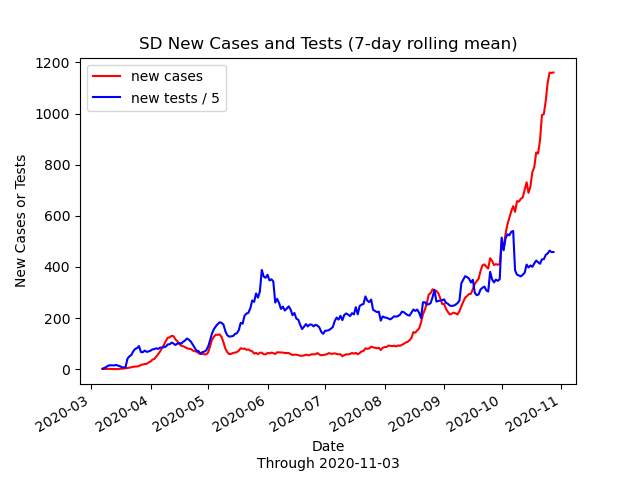 SD New Cases and Tests (7-day rolling mean)
new cases
new tests / 5
New Cases or Tests
1200
1000
800
600
400
200
0
2020-03
2020-04
2020-05
2020-06
2020-07
2020-08
2020-09
2020-10
2020-11
Date
Through 2020-11-03